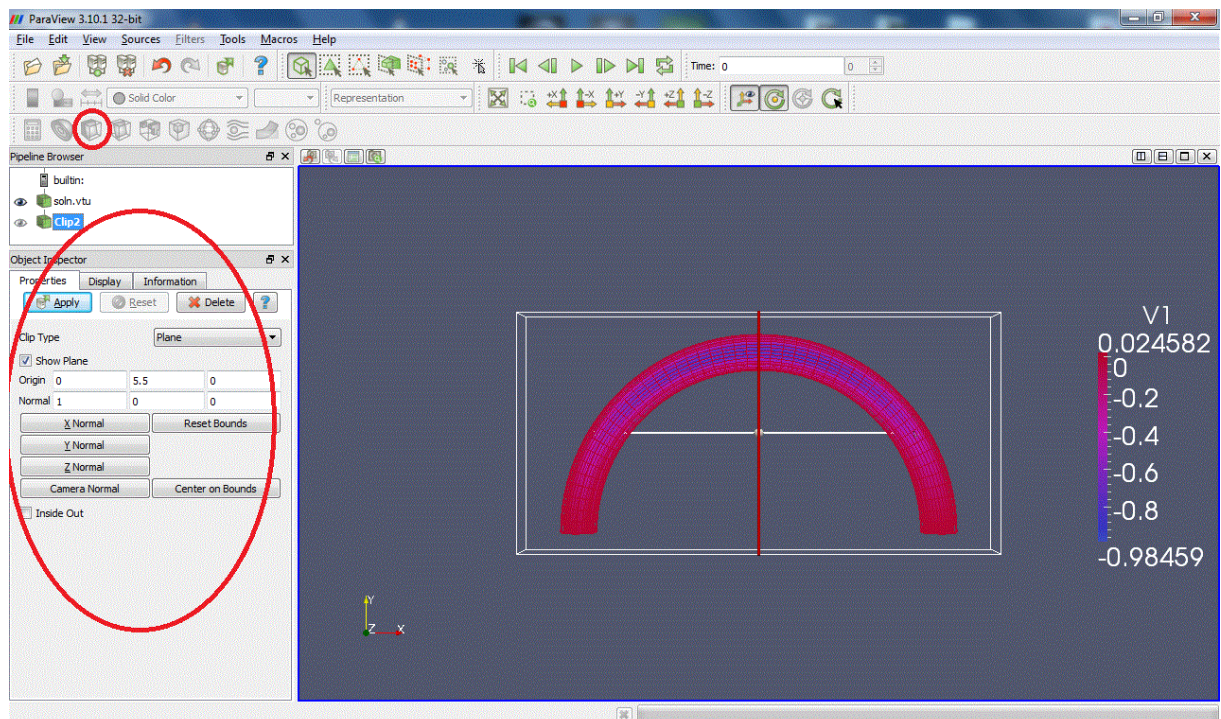 ParaView 3.10.1 32-bit
File Edit View Sources Filters Tools Macros Help
? Time: 0 0
Solid Color Representation +X -X +Y -Y +Z -Z
Pipeline Browser
builtin:
soln.vtu
Clip2
Object Inspector
Properties Display Information
Apply Reset Delete ?
Clip Type Plane
Show Plane
Origin 0 5.5 0
Normal 1 0 0
X Normal Reset Bounds
Y Normal
Z Normal
Camera Normal Center on Bounds
Inside Out
V1
0.024582
0
-0.2
-0.4
-0.6
-0.8
-0.98459
Y
Z X